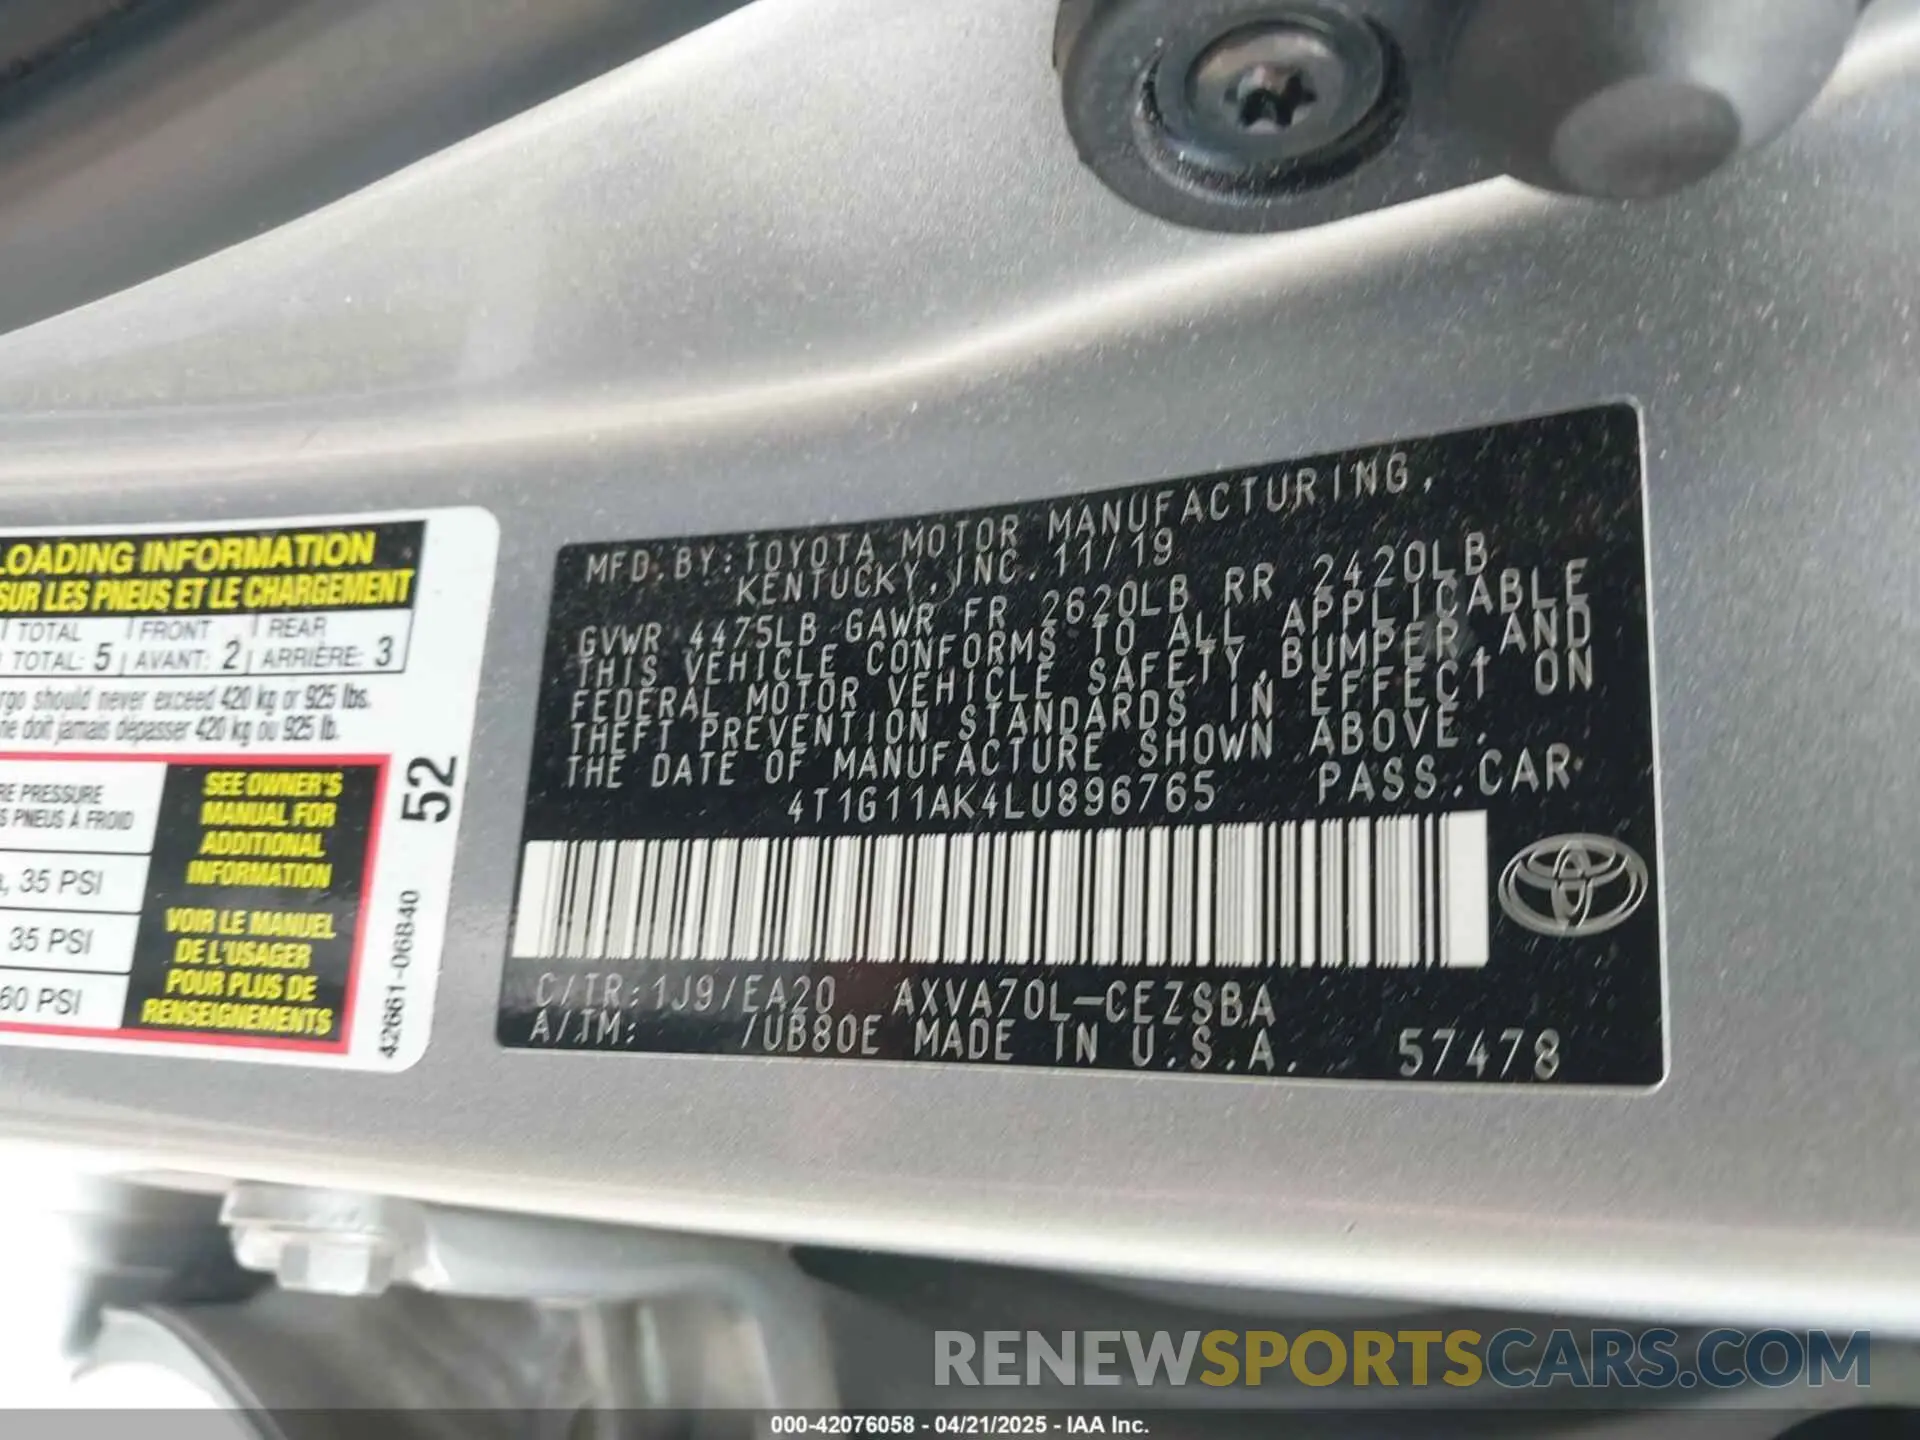 LOADING INFORMATION
SUR LES PNEUS ET LE CHARGEMENT
TOTAL FRONT REAR
TOTAL: 5 AVANT: 2 ARRIÈRE: 3
should never exceed 420 kg or 925 lbs.
doit jamais dépasser 420 kg ou 925 lb.
PRESSURE
PNEUS À FROID
35 PSI
35 PSI
60 PSI
SEE OWNER'S
MANUAL FOR
ADDITIONAL
INFORMATION
VOIR LE MANUEL
DE L'USAGER
POUR PLUS DE
RENSEIGNEMENTS
52
42661-06B40
MFD. BY: TOYOTA MOTOR MANUFACTURING,
KENTUCKY, INC. 11/19
GVWR 4475LB GAWR FR 2620LB RR 2420LB
THIS VEHICLE CONFORMS TO ALL APPLICABLE
FEDERAL MOTOR VEHICLE SAFETY, BUMPER, AND
THEFT PREVENTION STANDARDS IN EFFECT ON
THE DATE OF MANUFACTURE SHOWN ABOVE.
4T1G11AK4LU896765 PASS. CAR
C/TR: 1J9/EA20 AXVA70L-CEZSBA
A/TM: /UB80E MADE IN U.S.A. 57478
RENEWSPORTSCARS.COM
000-42076058 - 04/21/2025 - IAA Inc.